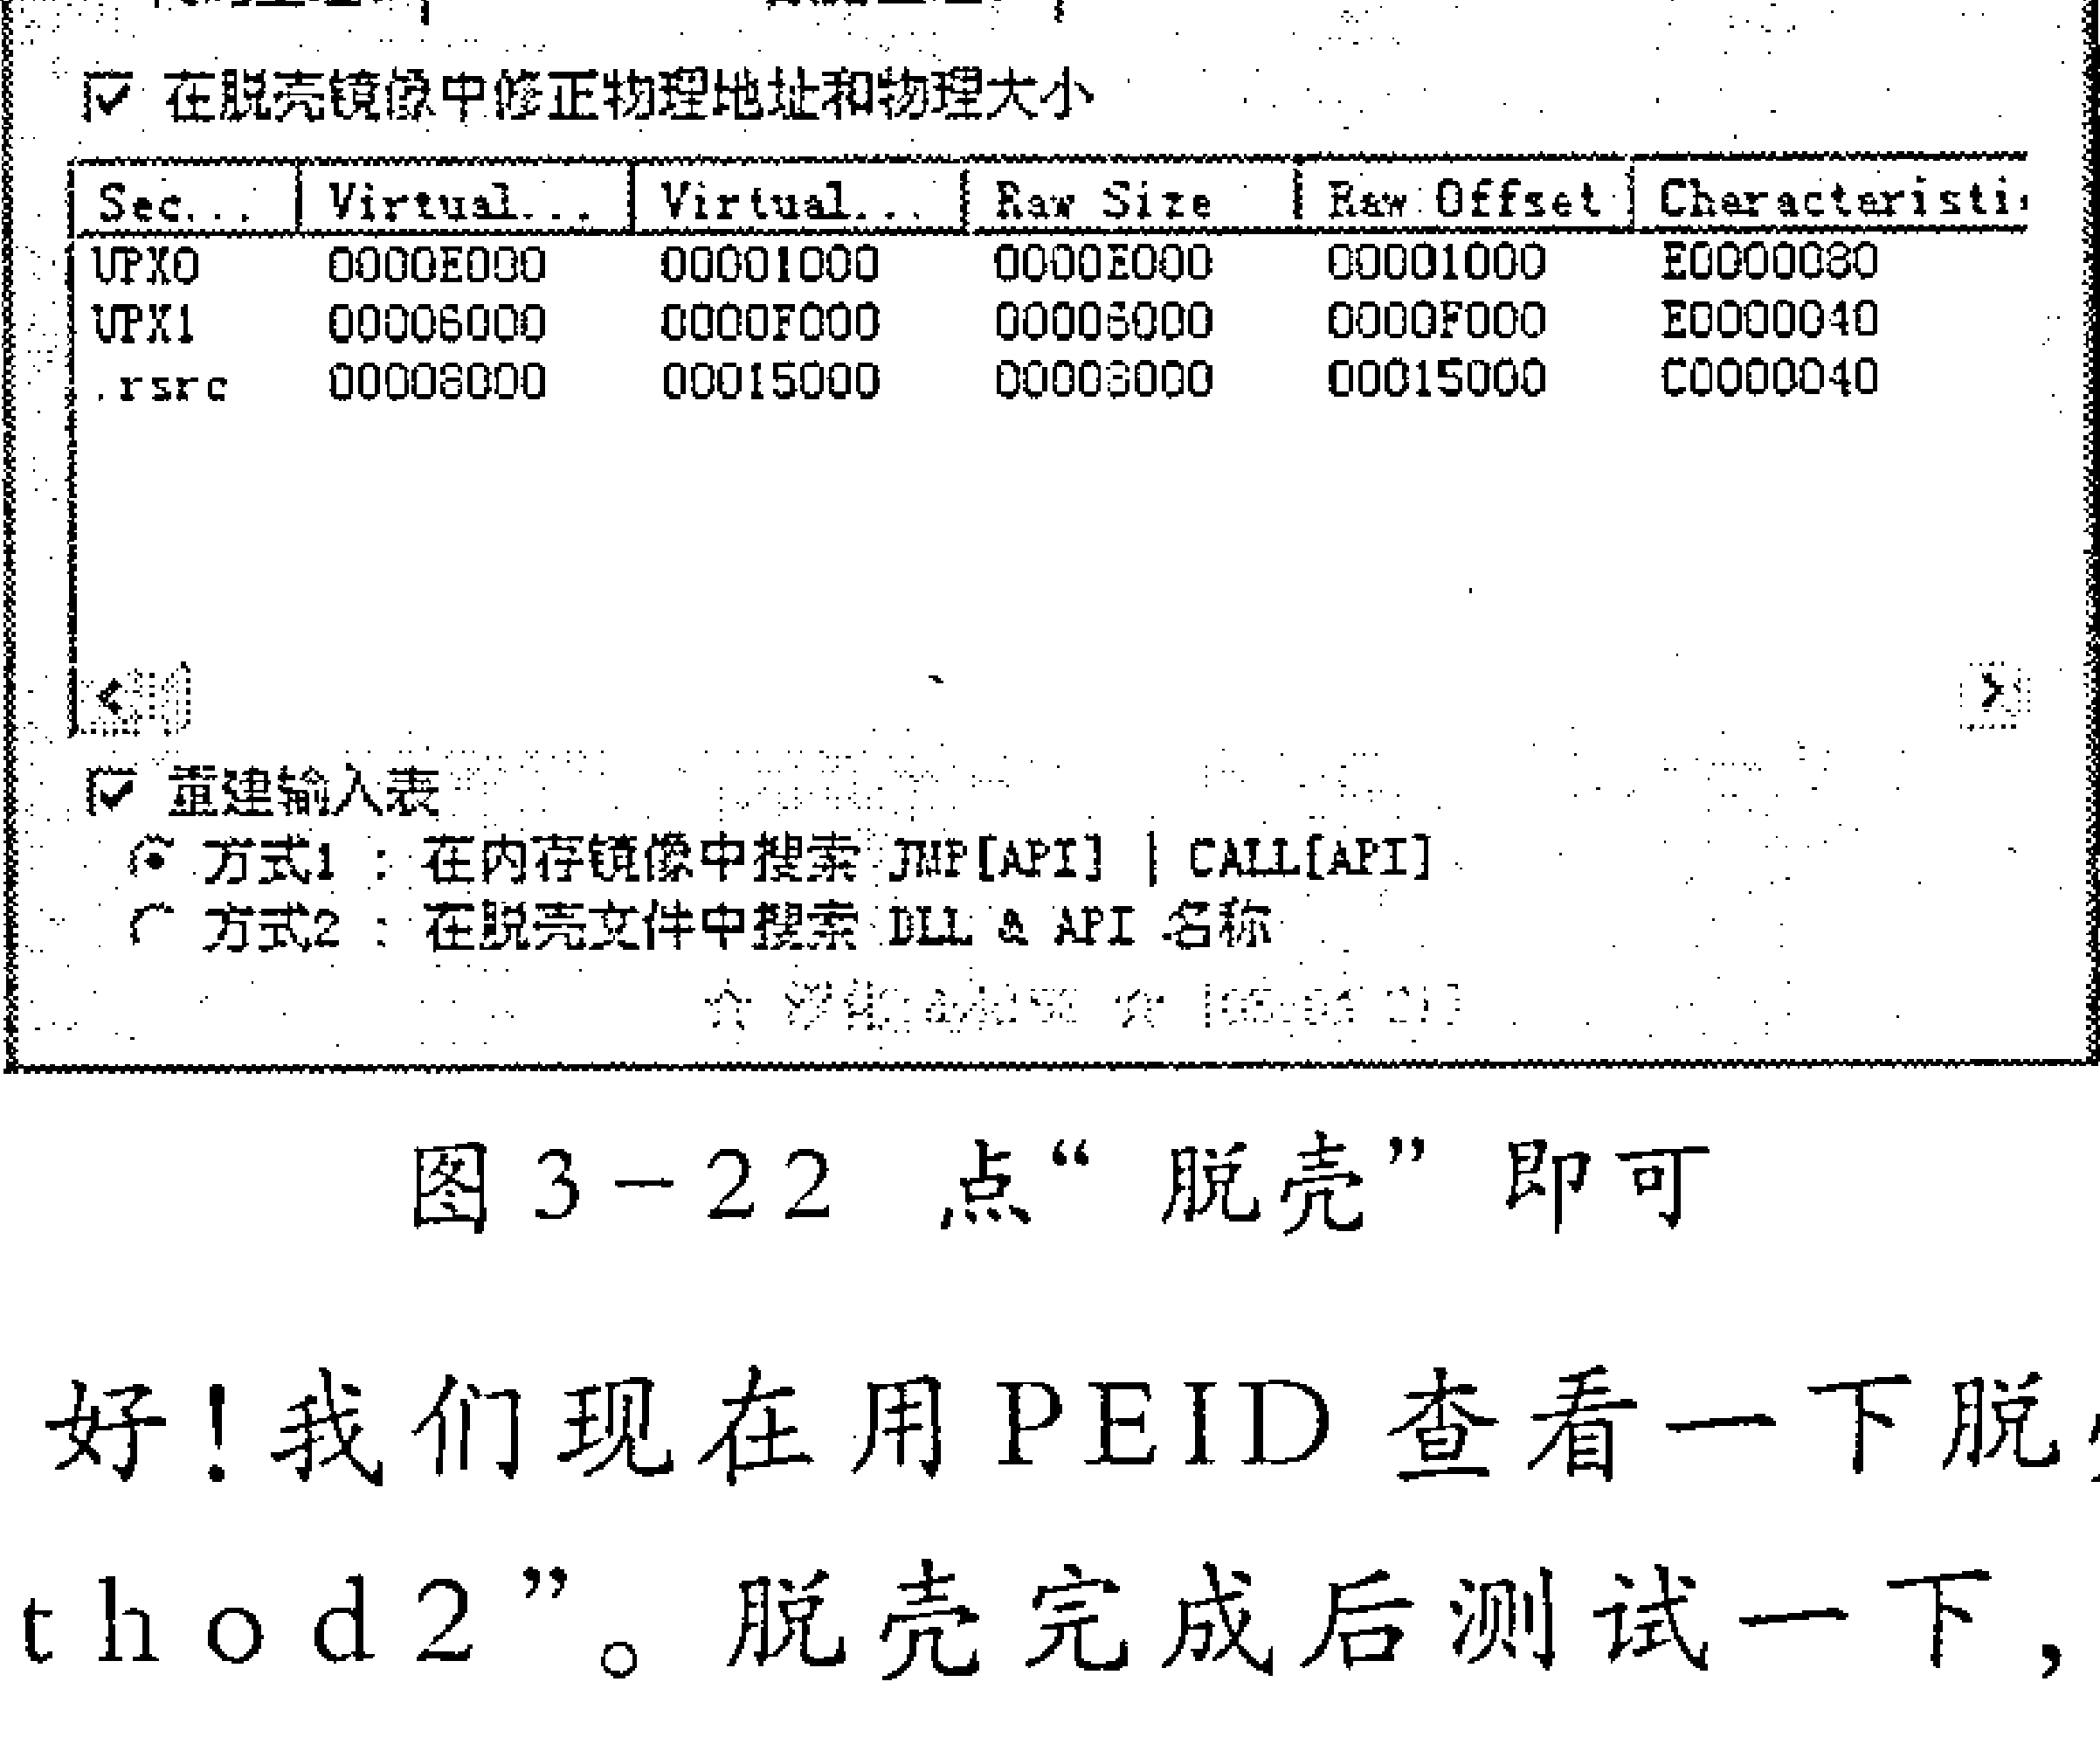 在脱壳镜像中修正物理地址和物理大小
Sec... Virtual... Virtual... Raw Size Raw Offset Characteristi
UPX0 0000E000 00001000 0000E000 00001000 E0000080
UPX1 00006000 0000F000 00006000 0000F000 E0000040
.rsrc 00015000 00015000 C0000040
重建输入表
方式1 : 在内存镜像中搜索 JMP[API] | CALL[API]
方式2 : 在脱壳文件中搜索 DLL & API 名称
图3-22 点“脱壳”即可
好!我们现在用PEID查看一下脱
thod2”。脱壳完成后测试一下,